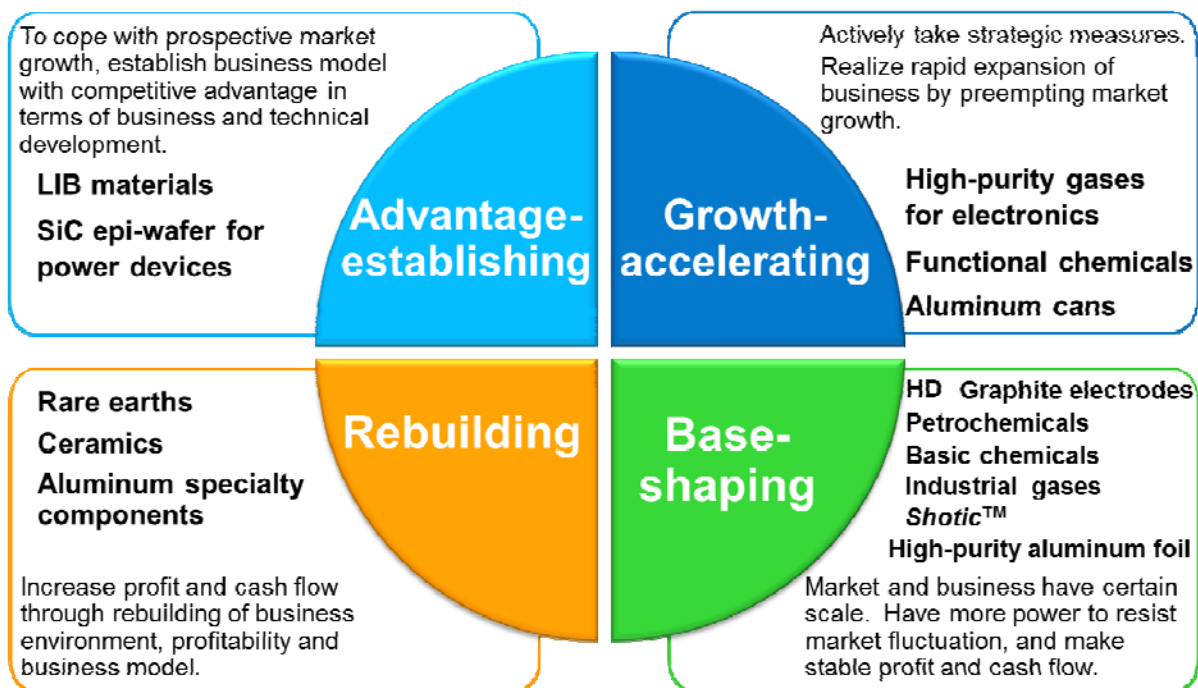 To cope with prospective market
growth, establish business model
with competitive advantage in
terms of business and technical
development.
LIB materials
SiC epi-wafer for
power devices
Advantage-
establishing
Growth-
accelerating
Actively take strategic measures.
Realize rapid expansion of
business by preempting market
growth.
High-purity gases
for electronics
Functional chemicals
Aluminum cans
Rare earths
Ceramics
Aluminum specialty
components
Increase profit and cash flow
through rebuilding of business
environment, profitability and
business model.
Rebuilding
Base-
shaping
HD Graphite electrodes
Petrochemicals
Basic chemicals
Industrial gases
Shotic™
High-purity aluminum foil
Market and business have certain
scale. Have more power to resist
market fluctuation, and make
stable profit and cash flow.